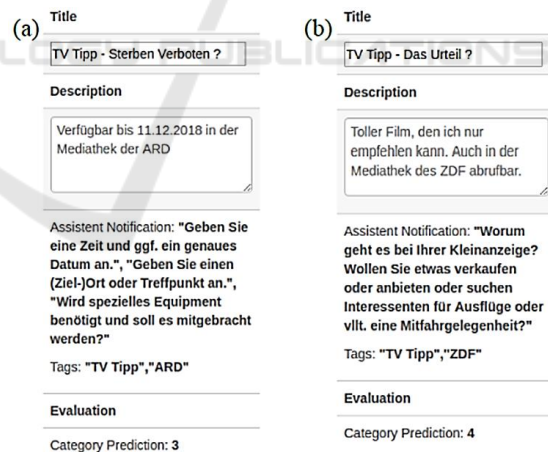 (a)
Title
TV Tipp - Sterben Verboten ?
Description
Verfügbar bis 11.12.2018 in der
Mediathek der ARD
Assistent Notification: "Geben Sie
eine Zeit und ggf. ein genaues
Datum an.", "Geben Sie einen
(Ziel-)Ort oder Treffpunkt an.",
"Wird spezielles Equipment
benötigt und soll es mitgebracht
werden?"
Tags: "TV Tipp","ARD"
Evaluation
Category Prediction: 3
(b)
Title
TV Tipp - Das Urteil ?
Description
Toller Film, den ich nur
empfehlen kann. Auch in der
Mediathek des ZDF abrufbar.
Assistent Notification: "Worum
geht es bei Ihrer Kleinanzeige?
Wollen Sie etwas verkaufen
oder anbieten oder suchen
Interessenten für Ausflüge oder
vllt. eine Mitfahrgelegenheit?"
Tags: "TV Tipp","ZDF"
Evaluation
Category Prediction: 4
PUBLICATIONS